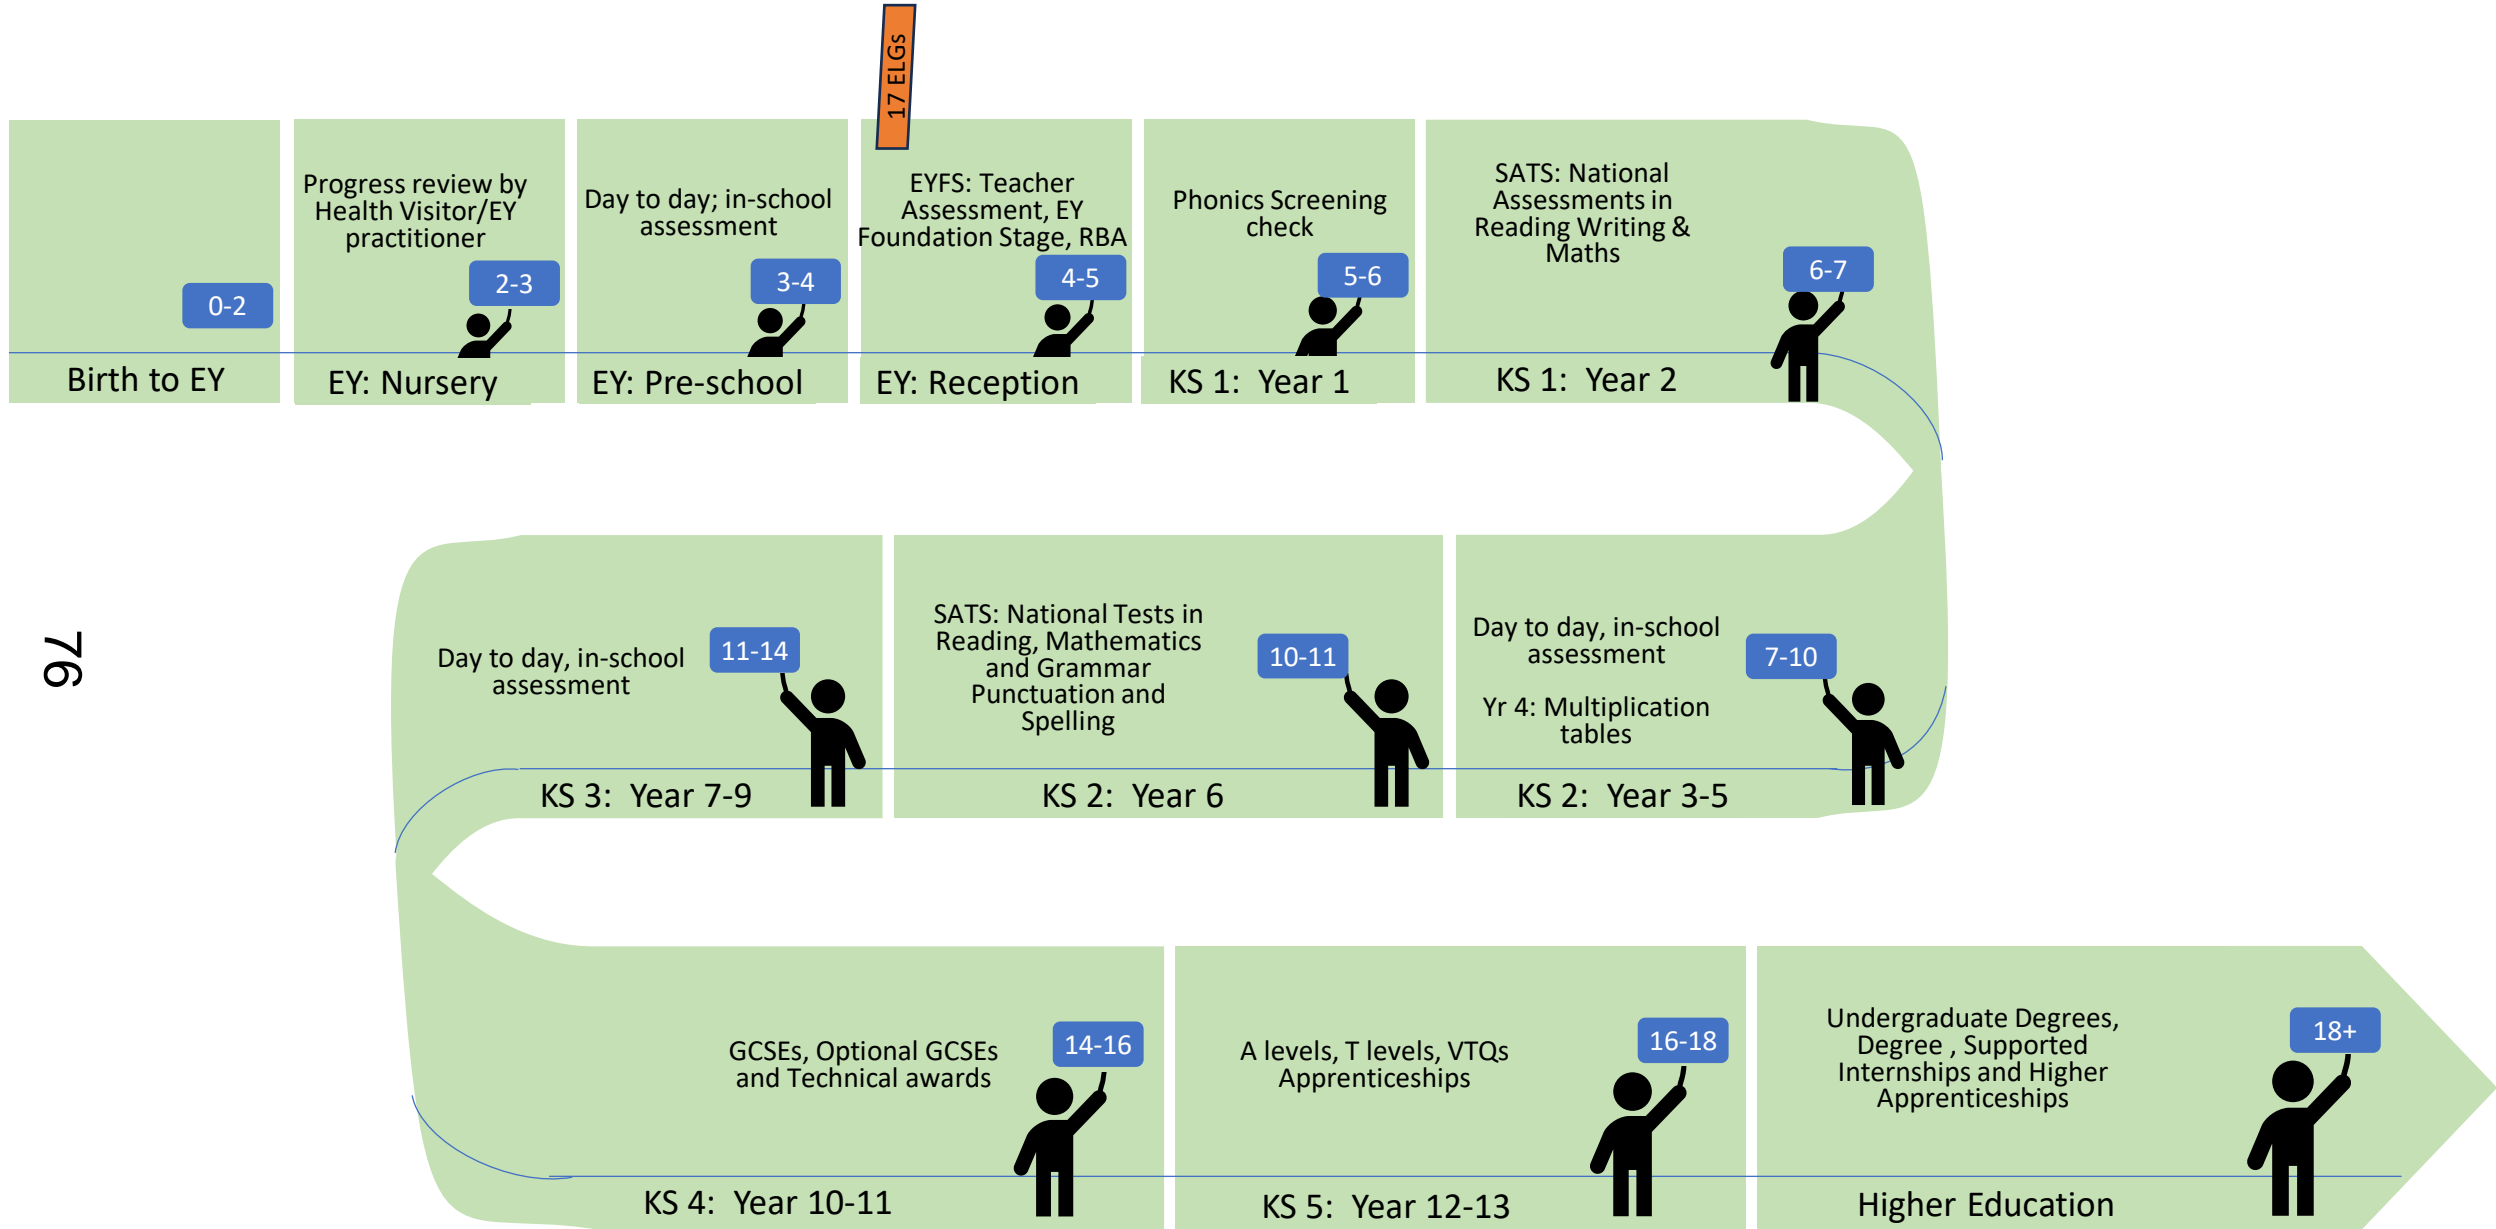 17 ELGs
0-2
Birth to EY
Progress review by
Health Visitor/EY
practitioner
2-3
EY: Nursery
Day to day; in-school
assessment
3-4
EY: Pre-school
EYFS: Teacher
Assessment, EY
Foundation Stage, RBA
4-5
EY: Reception
Phonics Screening
check
5-6
KS 1: Year 1
SATS: National
Assessments in
Reading Writing &
Maths
6-7
KS 1: Year 2
Day to day, in-school
assessment
Yr 4: Multiplication
tables
7-10
KS 2: Year 3-5
SATS: National Tests in
Reading, Mathematics
and Grammar
Punctuation and
Spelling
10-11
KS 2: Year 6
Day to day, in-school
assessment
11-14
KS 3: Year 7-9
GCSEs, Optional GCSEs
and Technical awards
14-16
KS 4: Year 10-11
A levels, T levels, VTQs
Apprenticeships
16-18
KS 5: Year 12-13
Undergraduate Degrees,
Degree , Supported
Internships and Higher
Apprenticeships
18+
Higher Education
76